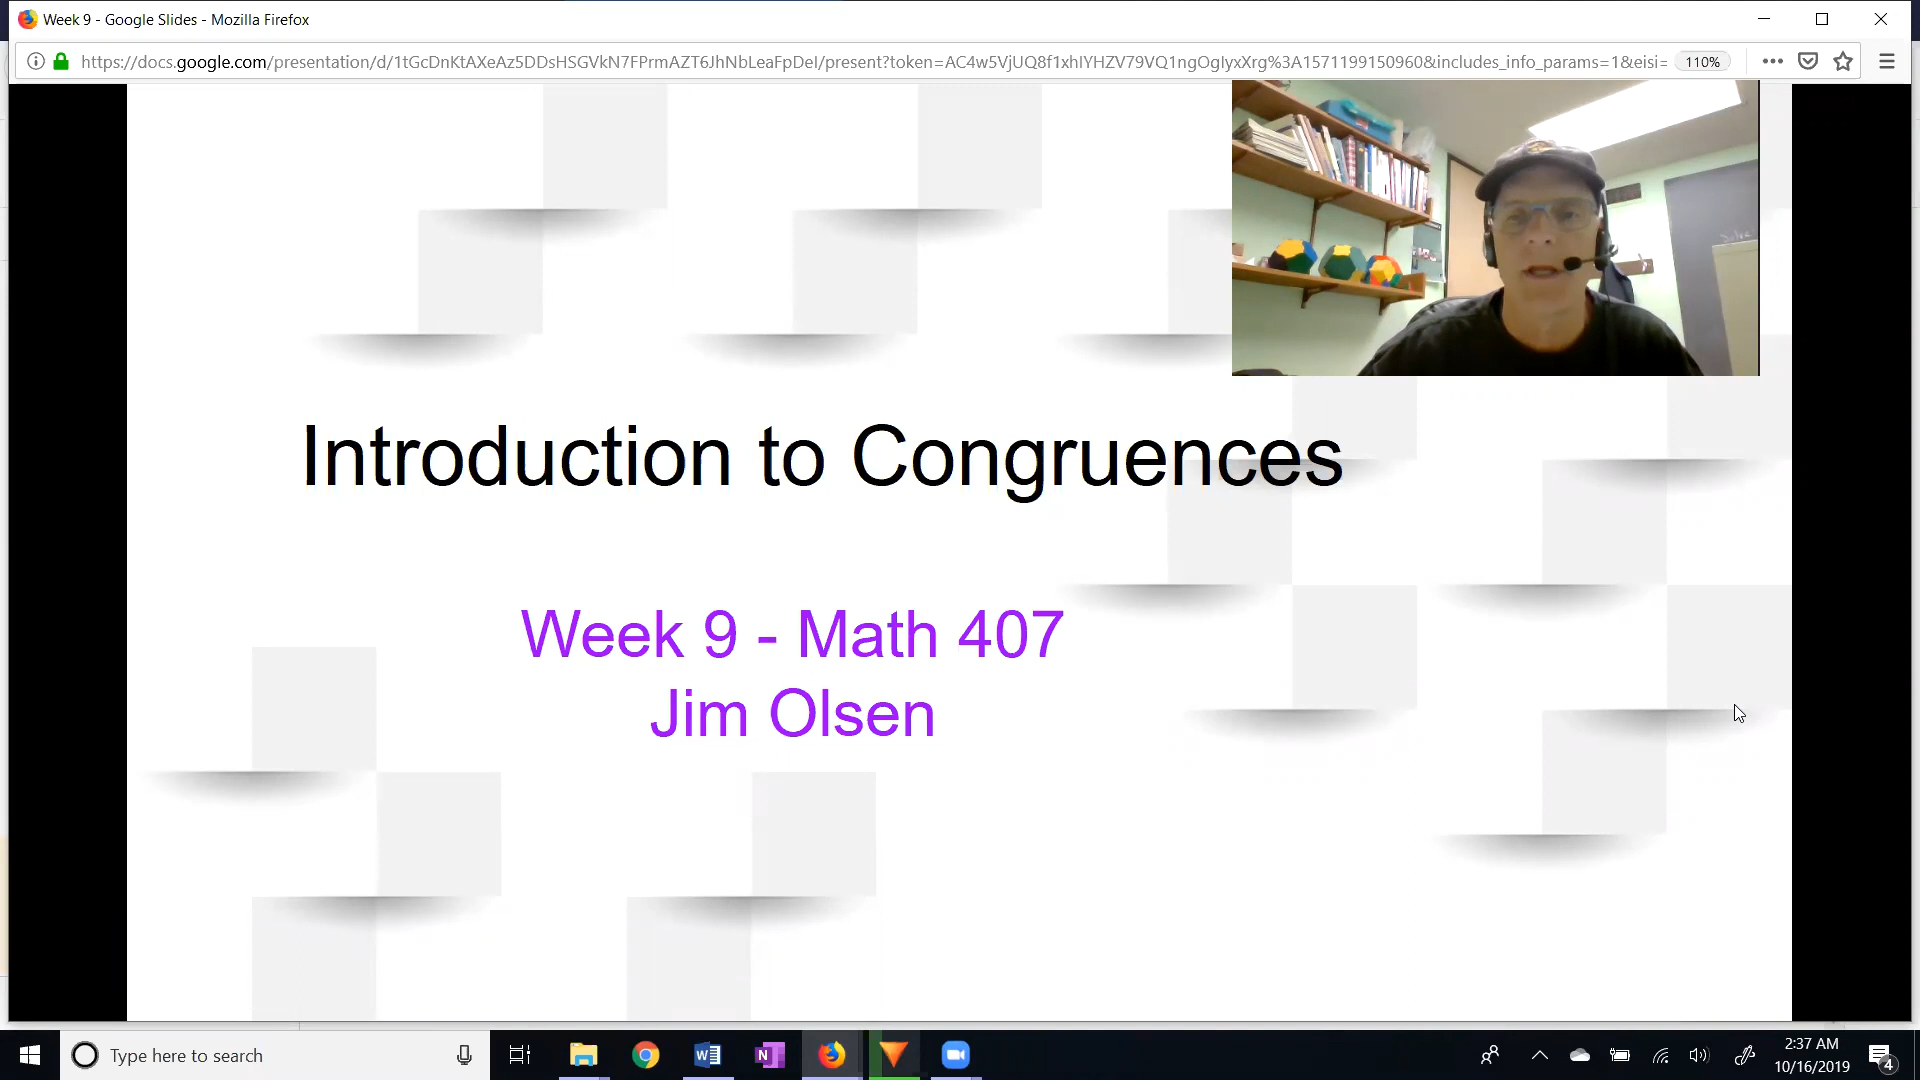 Week 9 - Google Slides - Mozilla Firefox
https://docs.google.com/presentation/d/1tGcDnKtAXeAz5DDsHSGVkN7FPrmAZT6JhNbLeaFpDeI/present?token=AC4w5VjUQ8f1xhIYHZV79VQ1ngOgIyxXrg%3A1571199150960&includes_info_params=1&eisi=
110%
Introduction to Congruences
Week 9 - Math 407
Jim Olsen
Type here to search
2:37 AM
10/16/2019
4